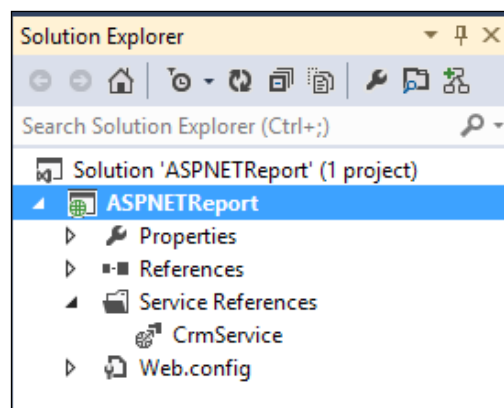 Solution Explorer
Search Solution Explorer (Ctrl+;)
Solution 'ASPNETReport' (1 project)
ASPNETReport
Properties
References
Service References
CrmService
Web.config